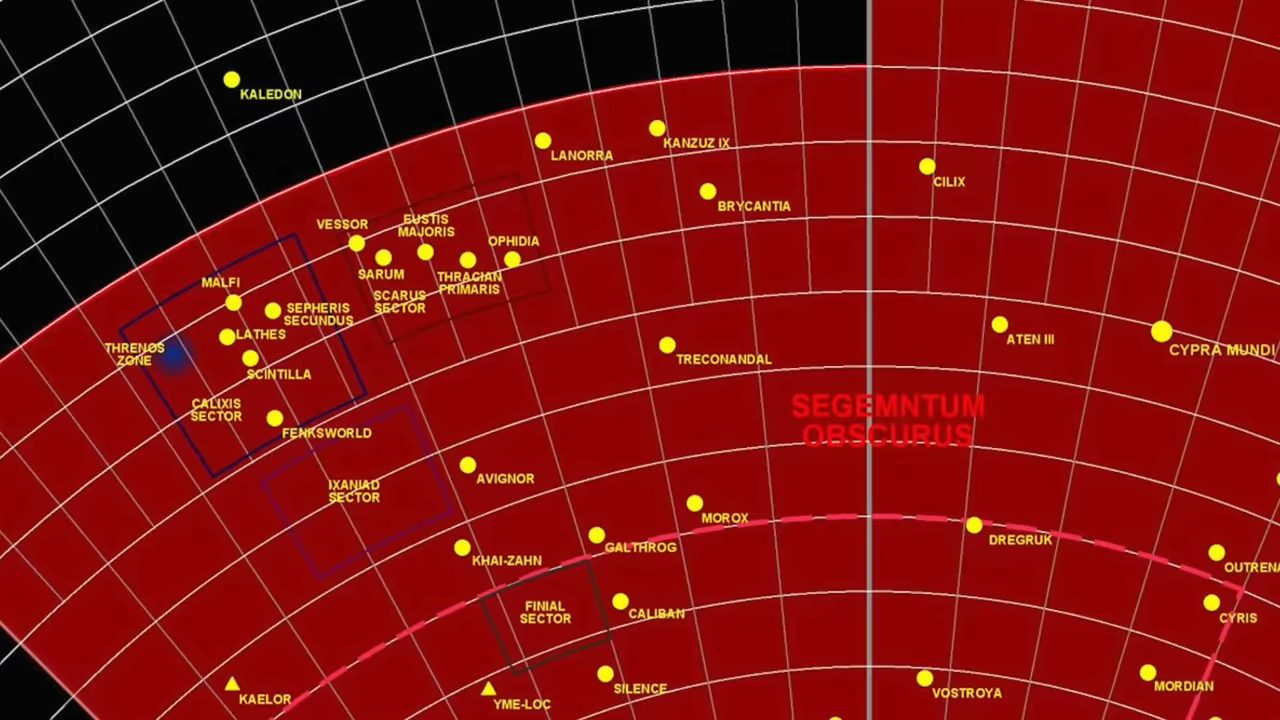 KALEDON
LANORRA
KANZUZ IX
CILIX
BRYCANTIA
VESSOR
EUSTIS
MAJORIS
OPHIDIA
SARUM
THRACIAN
PRIMARIS
SCARUS
SECTOR
MALFI
SEPHERIS
SECUNDUS
LATHES
THRENOS
ZONE
SCINTILLA
CALIXIS
SECTOR
FENKSWORLD
TRECONANDAL
ATEN III
CYPRA MUNDI
SEGEMNTUM
OBSCURUS
IXANIAD
SECTOR
AVIGNOR
MOROX
KHAI-ZAHN
GALTHROG
DREGRUK
OUTRENA
FINIAL
SECTOR
CALIBAN
CYRIS
KAELOR
YME-LOC
SILENCE
VOSTROYA
MORDIAN